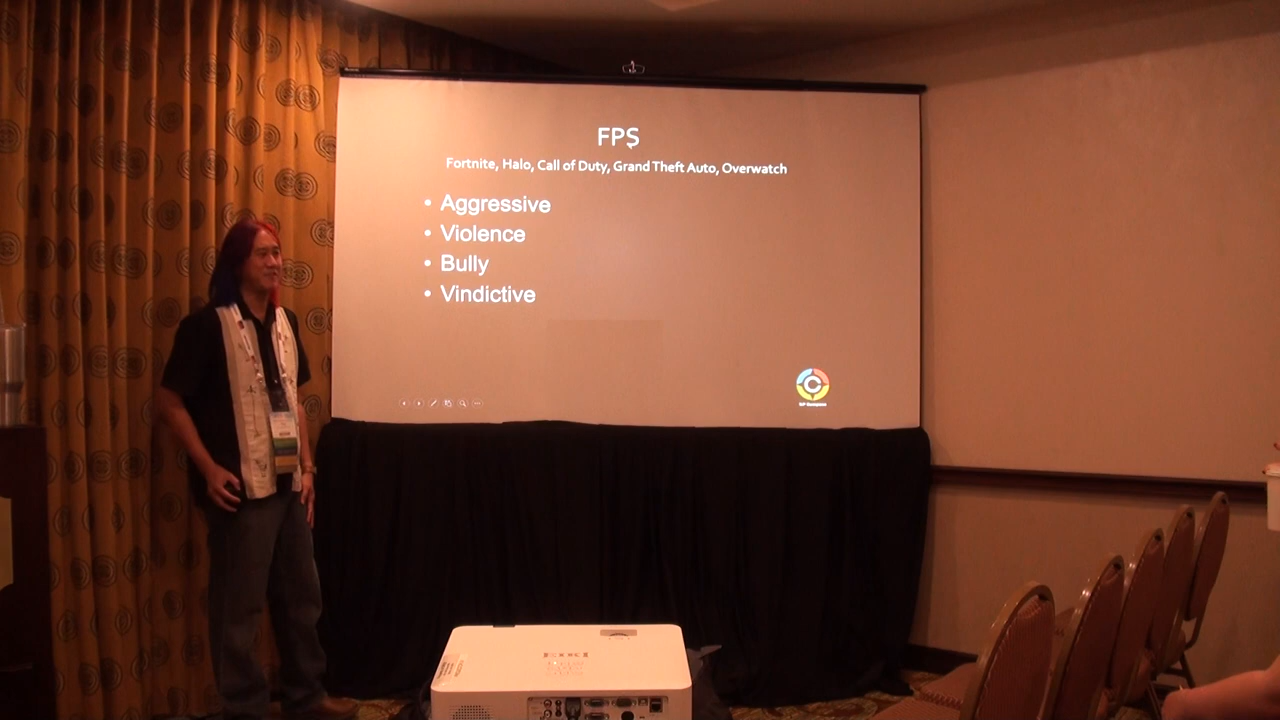 FPS
Fortnite, Halo, Call of Duty, Grand Theft Auto, Overwatch
• Aggressive
• Violence
• Bully
• Vindictive
C